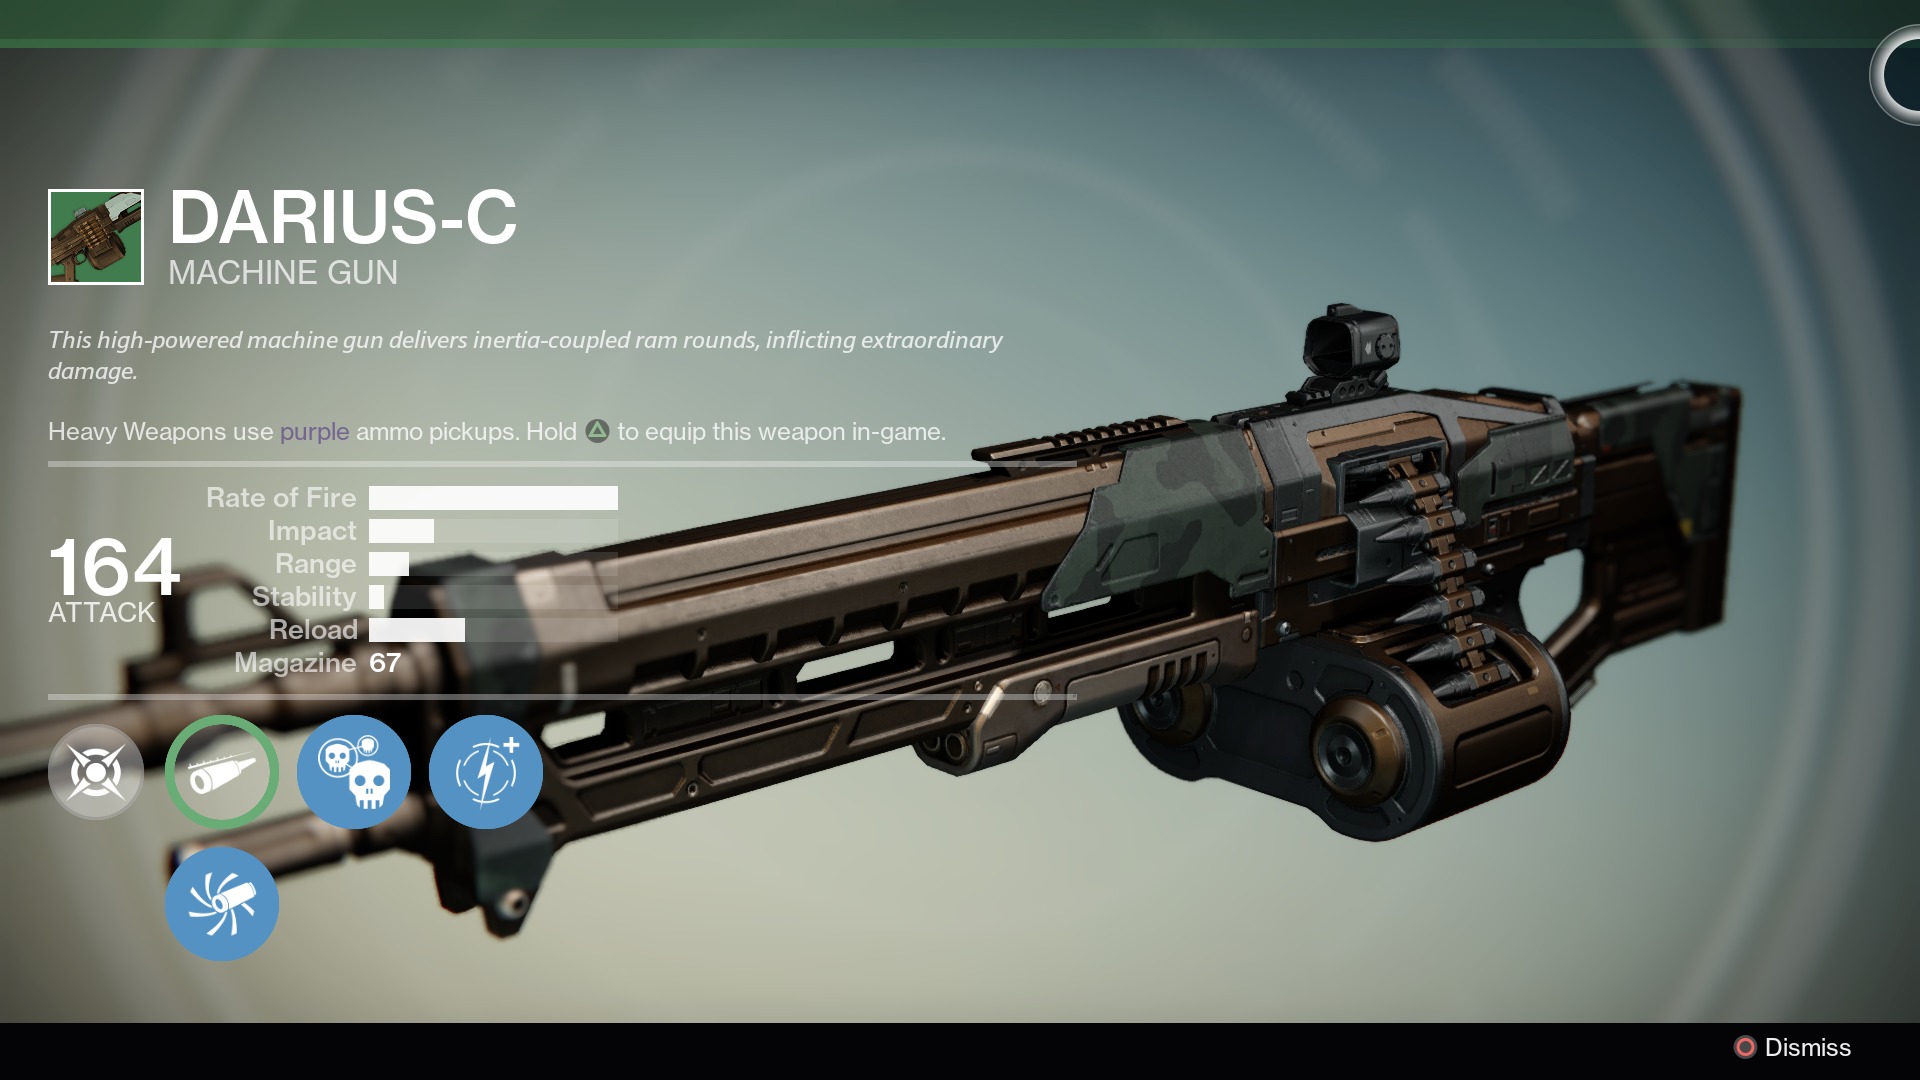 DARIUS-C
MACHINE GUN
This high-powered machine gun delivers inertia-coupled ram rounds, inflicting extraordinary
damage.
Heavy Weapons use purple ammo pickups. Hold to equip this weapon in-game.
164
ATTACK
Rate of Fire
Impact
Range
Stability
Reload
Magazine 67
Dismiss